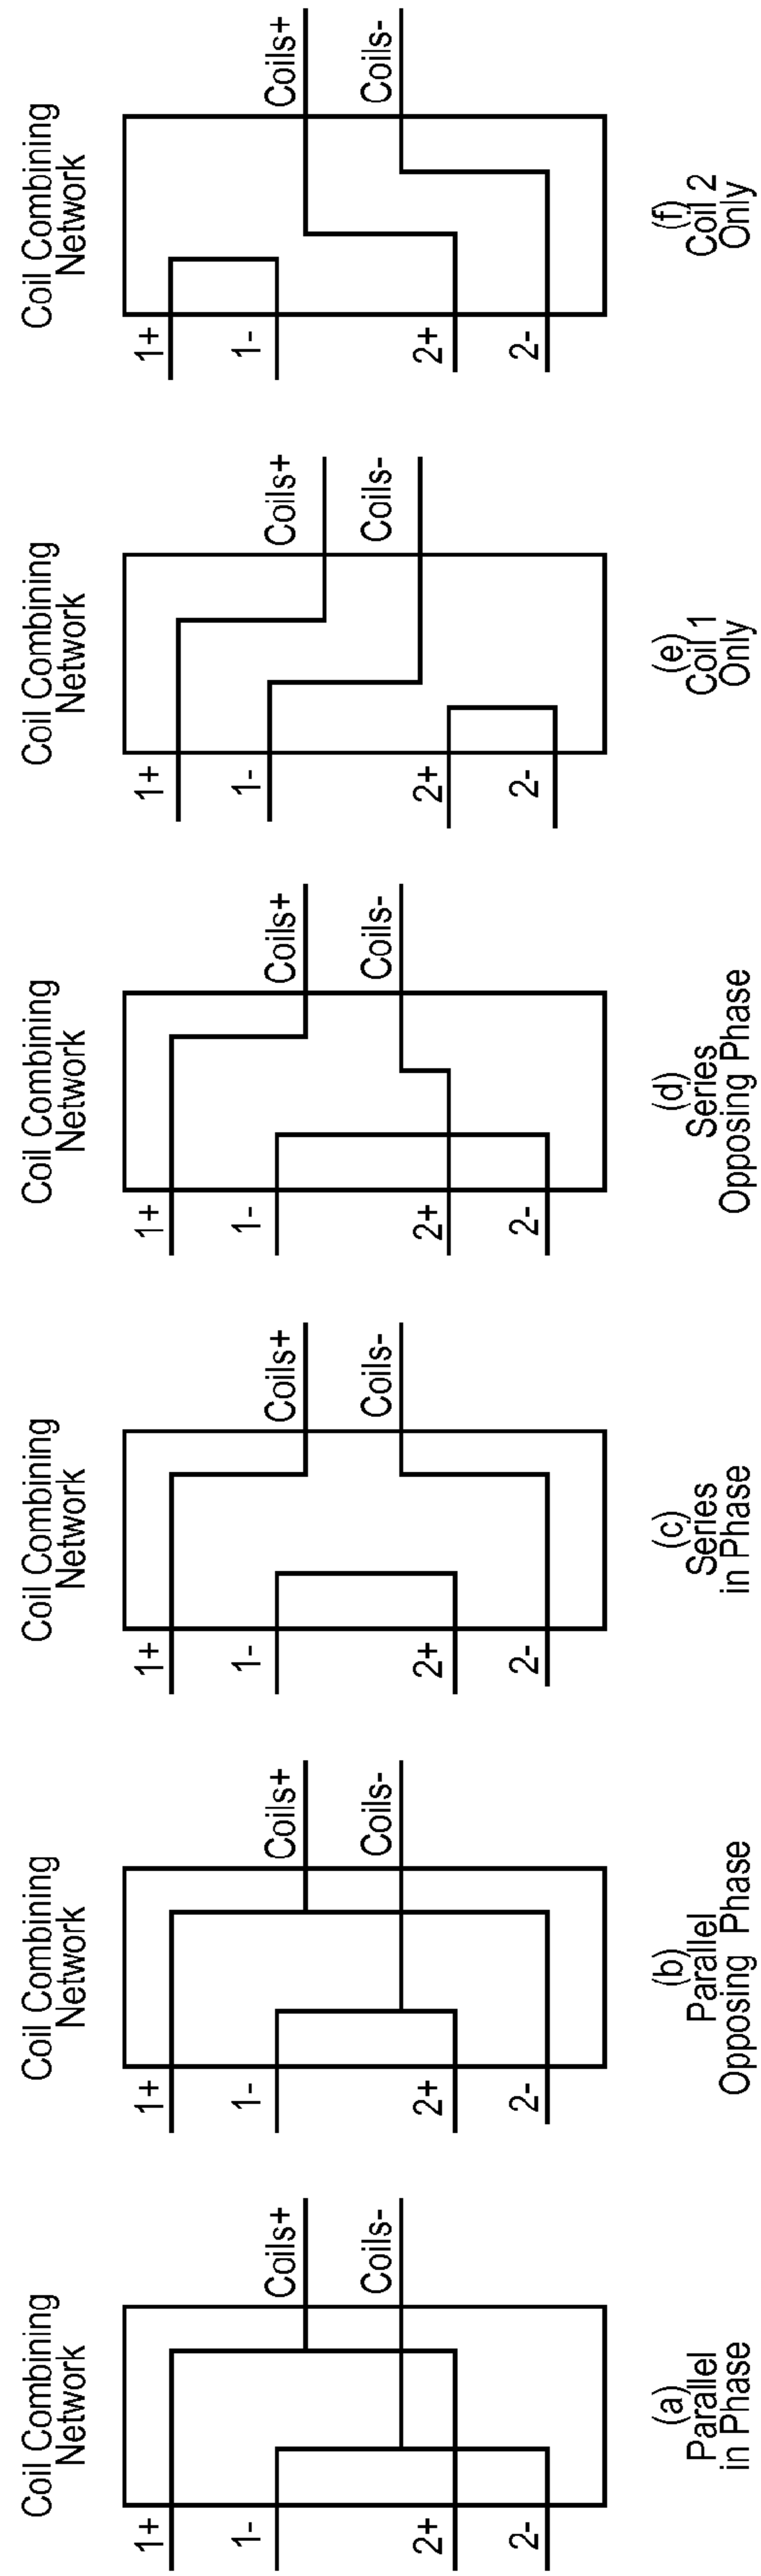 Coil Combining
Network
1+
1-
2+
2-
Coils+
Coils-
(a)
Parallel
in Phase
Coil Combining
Network
1+
1-
2+
2-
Coils+
Coils-
(b)
Parallel
Opposing Phase
Coil Combining
Network
1+
1-
2+
2-
Coils+
Coils-
(c)
Series
in Phase
Coil Combining
Network
1+
1-
2+
2-
Coils+
Coils-
(d)
Series
Opposing Phase
Coil Combining
Network
1+
1-
2+
2-
Coils+
Coils-
(e)
Coil 1
Only
Coil Combining
Network
1+
1-
2+
2-
Coils+
Coils-
(f)
Coil 2
Only